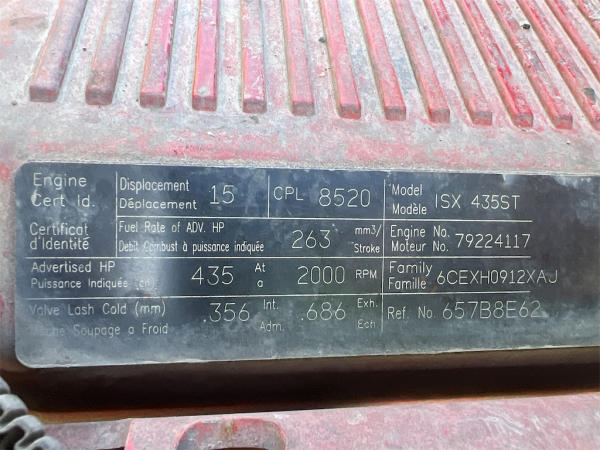 Engine Cert Id. Displacement 15 CPL 8520 Model ISX 435ST
Déplacement Modèle
Certificat d'Identité Fuel Rate of ADV. HP 263 mm3/ Stroke Engine No. 79224117
Debit Combust à puissance indiquée Moteur No.
Advertised HP 435 At 2000 RPM Family 6CEXH0912XAJ
Puissance Indiquée a Famille
Valve Lash Cold (mm) .356 Int. .686 Exh. Ref. No. 657B8E62
Soupage a Froid Adm. Ech